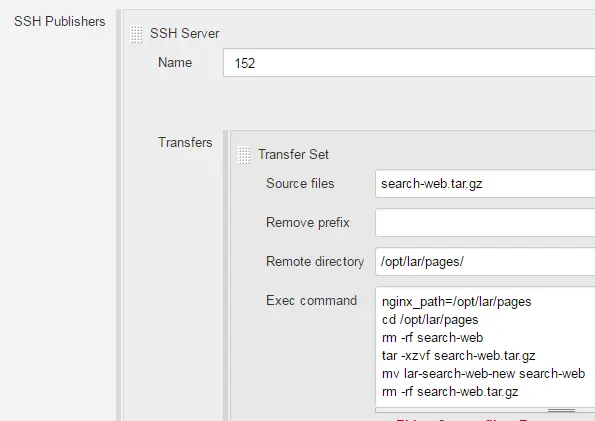 SSH Publishers
SSH Server
Name 152
Transfers
Transfer Set
Source files search-web.tar.gz
Remove prefix
Remote directory /opt/lar/pages/
Exec command nginx_path=/opt/lar/pages
cd /opt/lar/pages
rm -rf search-web
tar -xzvf search-web.tar.gz
mv lar-search-web-new search-web
rm -rf search-web.tar.gz